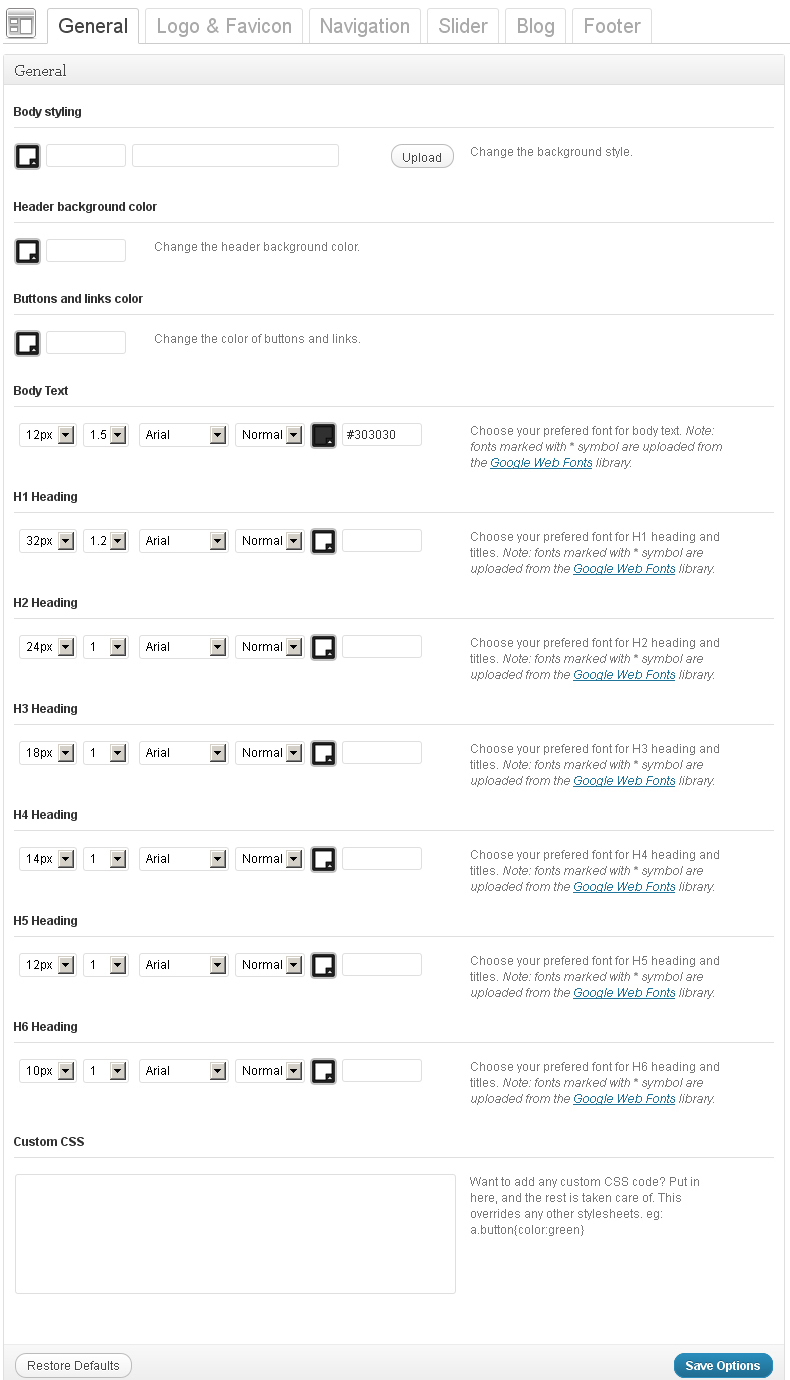 General Logo & Favicon Navigation Slider Blog Footer
General
Body styling
Upload Change the background style.
Header background color
Change the header background color.
Buttons and links color
Change the color of buttons and links.
Body Text
12px 1.5 Arial Normal #303030 Choose your prefered font for body text. Note:
fonts marked with * symbol are uploaded from
the Google Web Fonts library.
H1 Heading
32px 1.2 Arial Normal Choose your prefered font for H1 heading and
titles. Note: fonts marked with * symbol are
uploaded from the Google Web Fonts library.
H2 Heading
24px 1 Arial Normal Choose your prefered font for H2 heading and
titles. Note: fonts marked with * symbol are
uploaded from the Google Web Fonts library.
H3 Heading
18px 1 Arial Normal Choose your prefered font for H3 heading and
titles. Note: fonts marked with * symbol are
uploaded from the Google Web Fonts library.
H4 Heading
14px 1 Arial Normal Choose your prefered font for H4 heading and
titles. Note: fonts marked with * symbol are
uploaded from the Google Web Fonts library.
H5 Heading
12px 1 Arial Normal Choose your prefered font for H5 heading and
titles. Note: fonts marked with * symbol are
uploaded from the Google Web Fonts library.
H6 Heading
10px 1 Arial Normal Choose your prefered font for H6 heading and
titles. Note: fonts marked with * symbol are
uploaded from the Google Web Fonts library.
Custom CSS
Want to add any custom CSS code? Put in
here, and the rest is taken care of. This
overrides any other stylesheets. eg:
a.button{color:green}
Restore Defaults Save Options